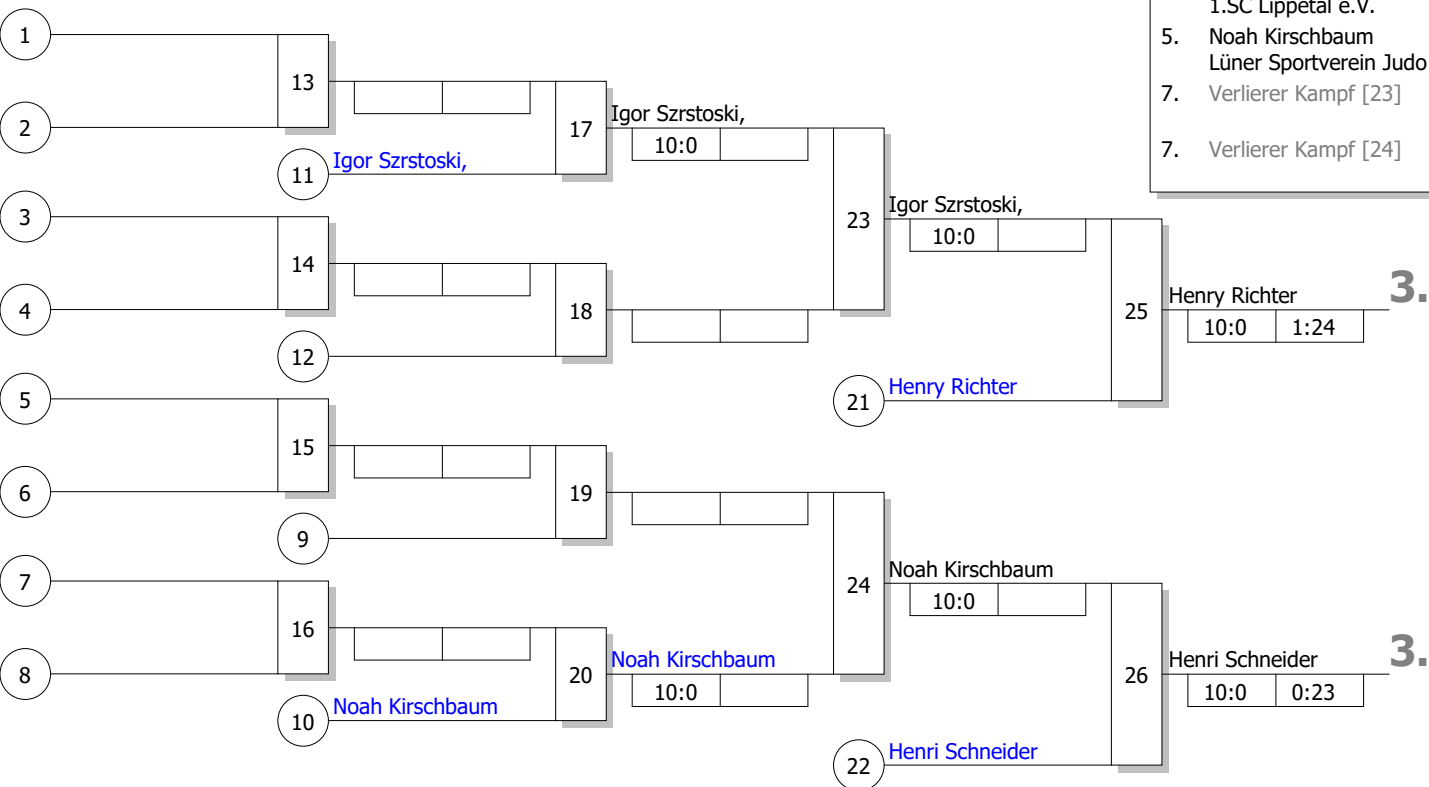 1.SC Lippetal e.V.
5. Noah Kirschbaum
Lüner Sportverein Judo
7. Verlierer Kampf [23]
7. Verlierer Kampf [24]
1
13
2
17
Igor Szrstoski,
10:0
11
Igor Szrstoski,
3
23
Igor Szrstoski,
10:0
14
4
18
12
25
Henry Richter
3.
10:0 1:24
21
Henry Richter
5
15
6
19
9
7
24
Noah Kirschbaum
10:0
16
8
20
Noah Kirschbaum
10:0
10
Noah Kirschbaum
26
Henri Schneider
3.
10:0 0:23
22
Henri Schneider